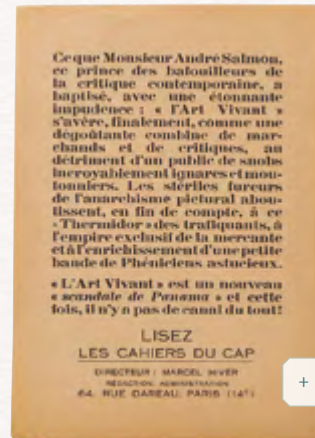 Ce que Monsieur André Salmon,
ce prince des bafouilleurs de
la critique contemporaine, a
baptisé, avec une étonnante
impudence : « l'Art Vivant »
s'avère, finalement, comme une
dégoûtante combine de mar-
chands et de critiques, au
détriment d'un public de snobs
incroyablement ignares et mou-
tonniers. Les stériles fureurs
de l'anarchisme pictural abou-
tissent, en fin de compte, à ce
« Thermidor » des trafiquants, à
l'empire exclusif de la mercante
et à l'enrichissement d'une petite
bande de Phéniciens astucieux.
« L'Art Vivant » est un nouveau
« scandale de Panama » et cette
fois, il n'y a pas de canal du tout!
LISEZ
LES CAHIERS DU CAP
DIRECTEUR : MARCEL HIVER
RÉDACTION, ADMINISTRATION
64, RUE DAREAU, PARIS (14e)